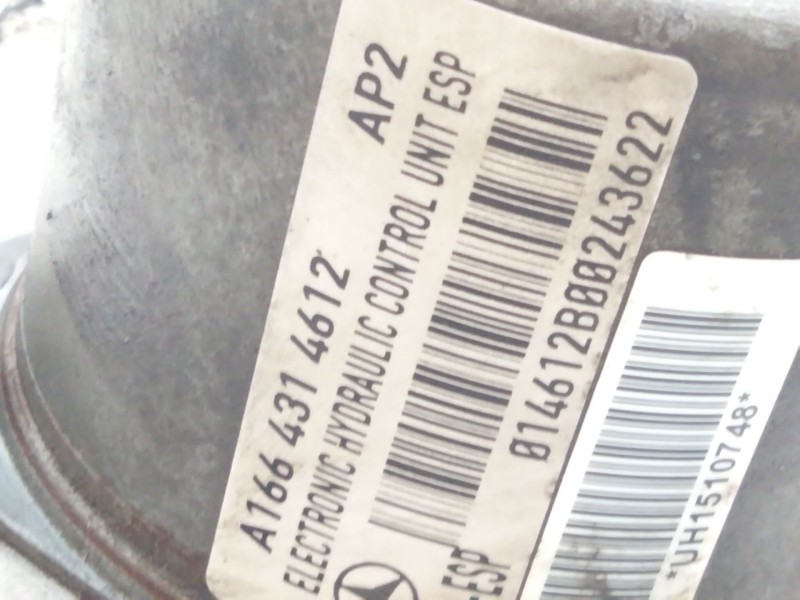 A166 431 4612 AP2
ELECTRONIC HYDRAULIC CONTROL UNIT ESP
014612B00243622
-ESP
*UH1510748*